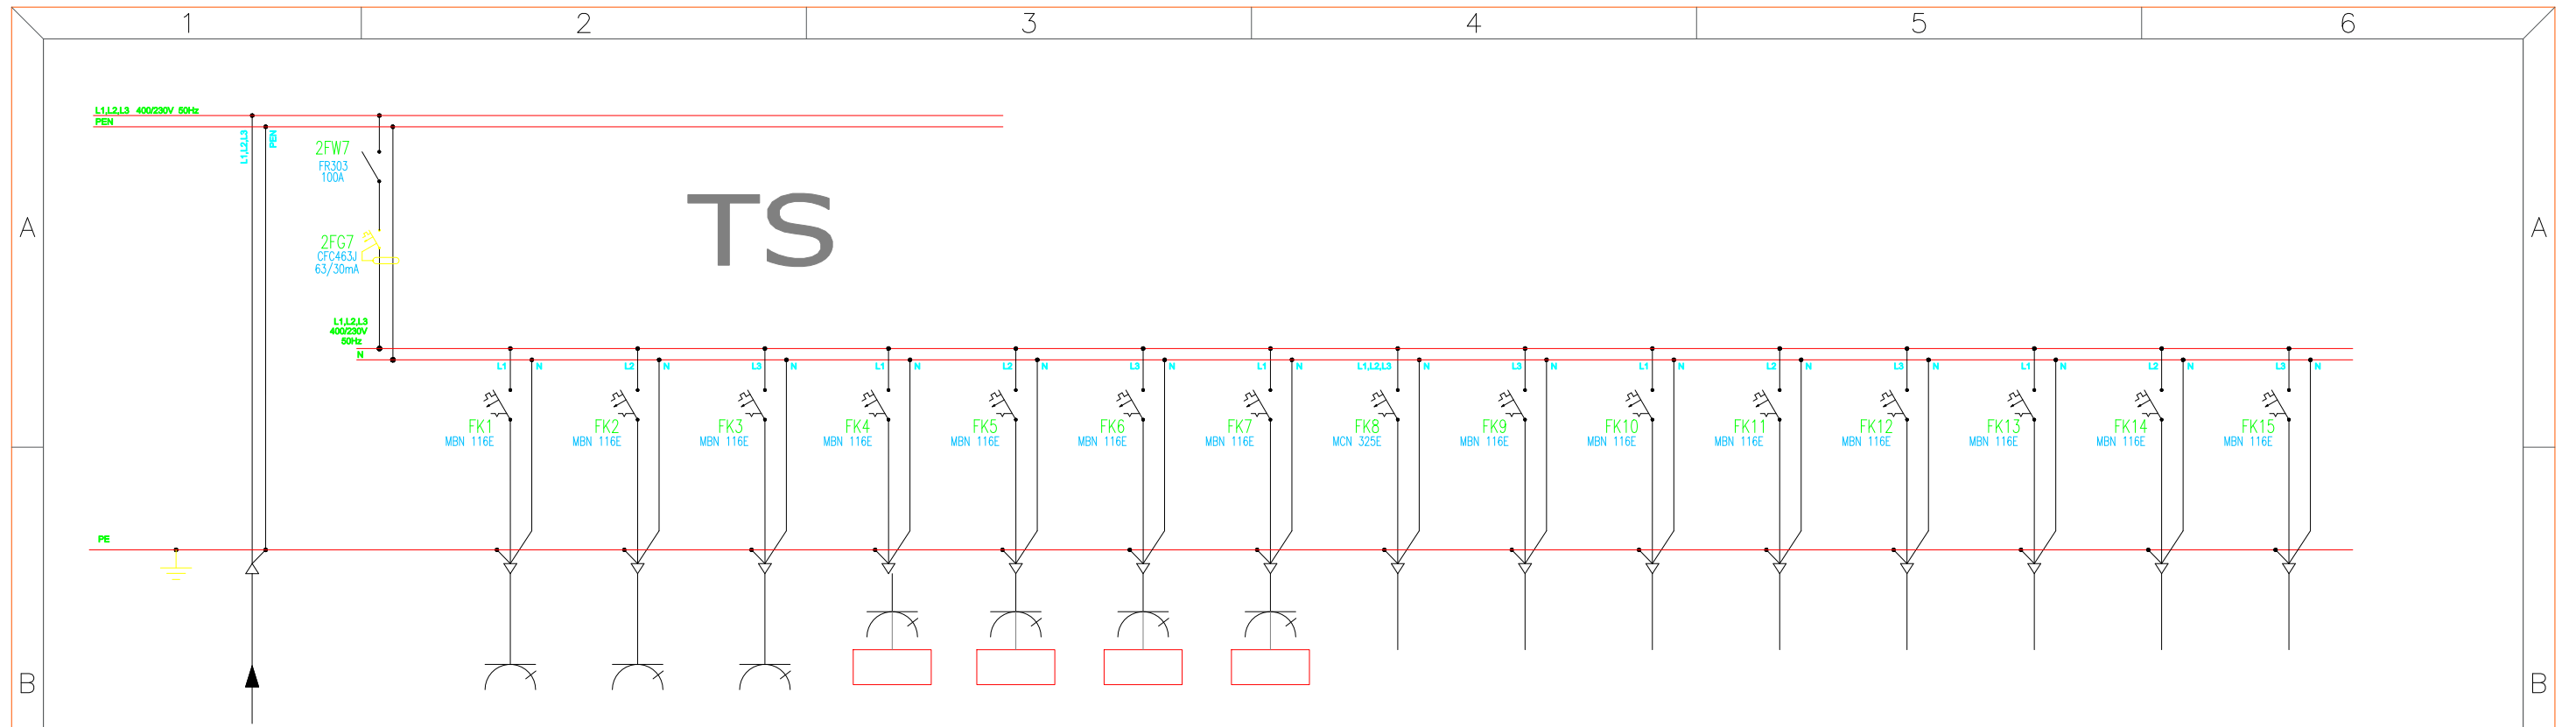 1 2 3 4 5 6
L1,L2,L3 400/230V 50Hz
PEN
L1,L2,L3
PEN
2FW7
FR303
100A
TS
A A
2FG7
CFC463J
63/30mA
L1,L2,L3
400/230V
50Hz
N
L1 N L2 N L3 N L1 N L2 N L3 N L1 N L1,L2,L3 N L3 N L1 N L2 N L3 N L1 N L2 N L3 N
FK1 FK2 FK3 FK4 FK5 FK6 FK7 FK8 FK9 FK10 FK11 FK12 FK13 FK14 FK15
MBN 116E MBN 116E MBN 116E MBN 116E MBN 116E MBN 116E MBN 116E MCN 325E MBN 116E MBN 116E MBN 116E MBN 116E MBN 116E MBN 116E MBN 116E
PE
B B